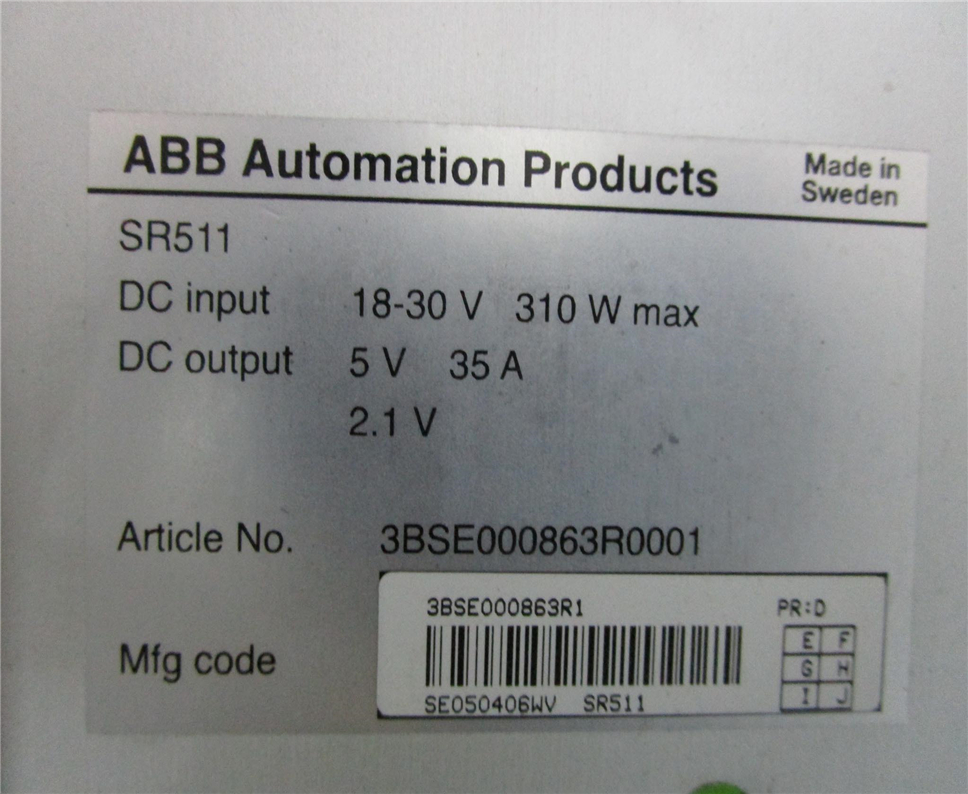 ABB Automation Products
Made in
Sweden
SR511
DC input 18-30 V 310 W max
DC output 5 V 35 A
2.1 V
Article No. 3BSE000863R0001
Mfg code
3BSE000863R1 PR:D
E F
G H
I J
SE050406WV SR511